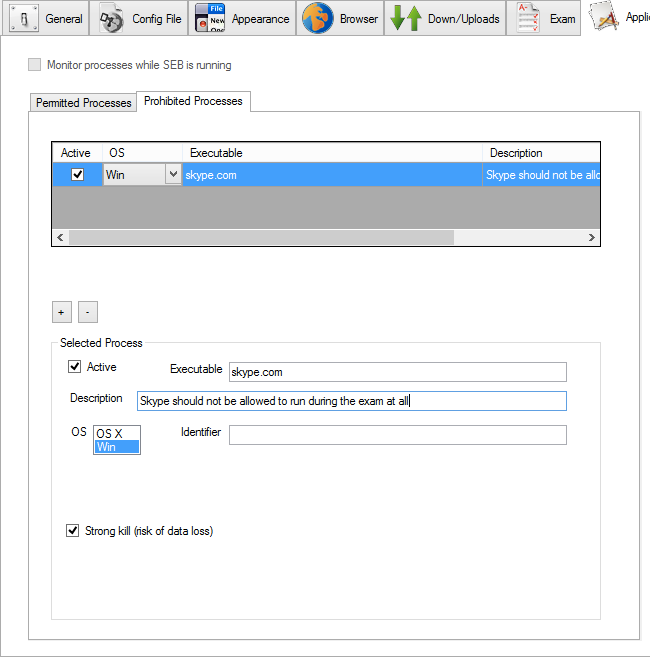 General Config File Appearance Browser Down/Uploads Exam Appli
File
New
Monitor processes while SEB is running
Permitted Processes Prohibited Processes
Active OS Executable Description
Win skype.com Skype should not be allo
+ -
Selected Process
Active Executable skype.com
Description Skype should not be allowed to run during the exam at all
OS OS X Identifier
Win
Strong kill (risk of data loss)